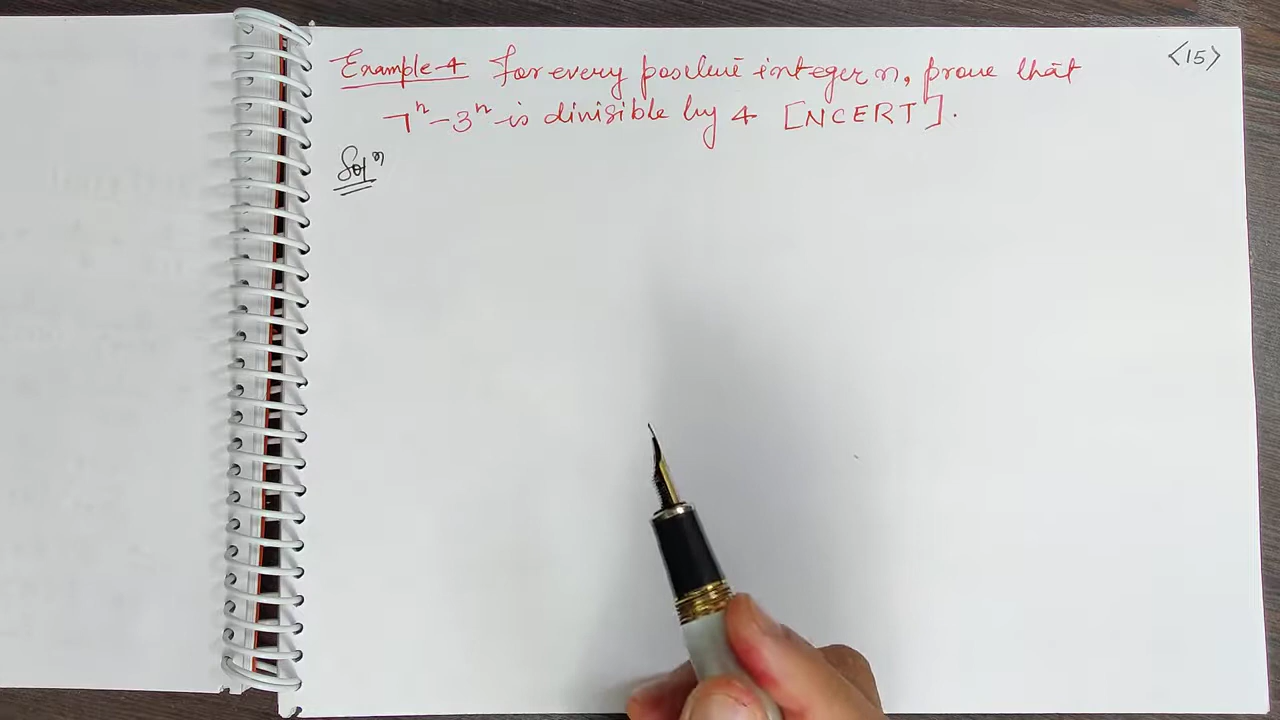 Example-4 For every positive integer n, prove that
7ⁿ-3ⁿ is divisible by 4 [NCERT].
<15>
Solⁿ